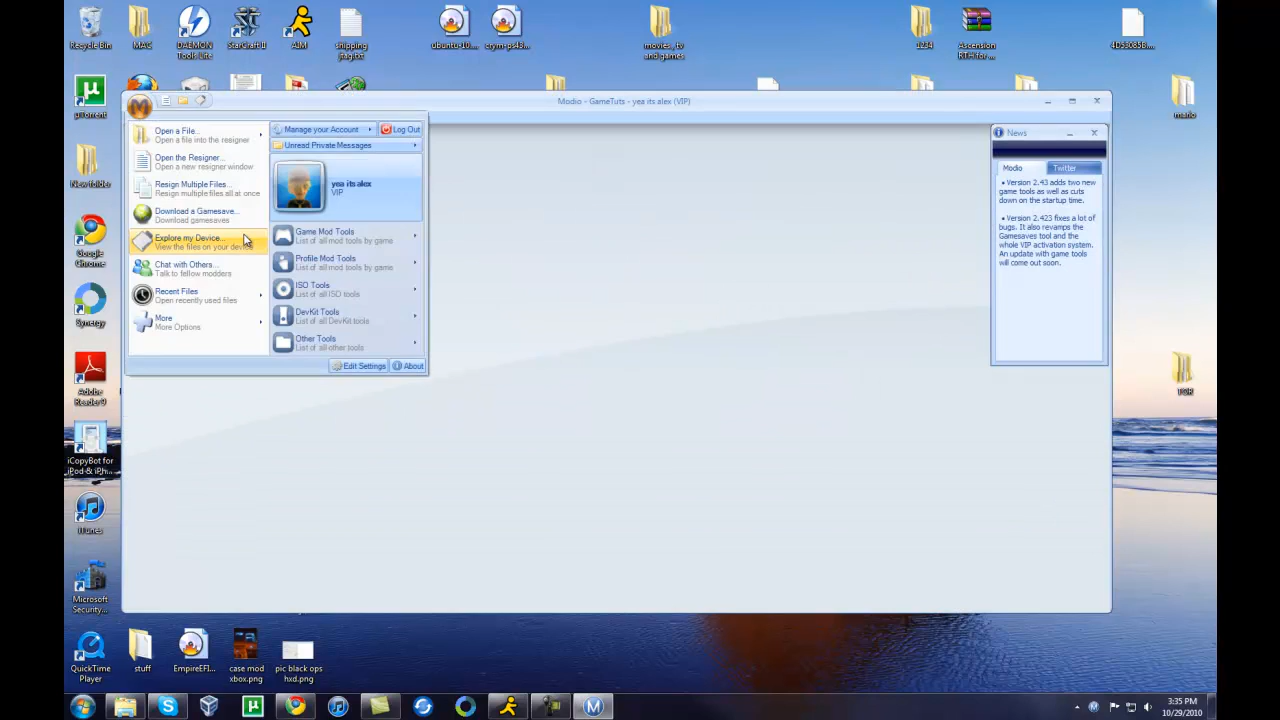 Recycle Bin
MAC
DAEMON Tools Lite
StarCraft II
AIM
shipping jtag.txt
ubuntu-10....
crym-ps43...
movies, tv and games
1234
Ascension RTH for ...
4D53085B...
µTorrent
mario
New folder
Google Chrome
Synergy
Adobe Reader 9
iCopyBot for iPod & iPh...
iTunes
Microsoft Security...
QuickTime Player
stuff
EmpireEFI...
case mod xbox.png
pic black ops hxd.png
Modio - GameTuts - yea its alex (VIP)
Open a File...
Open a file into the resigner
Open the Resigner...
Open a new resigner window
Resign Multiple Files...
Resign multiple files all at once
Download a Gamesave...
Download gamesaves
Explore my Device...
View the files on your device
Chat with Others...
Talk to fellow modders
Recent Files
Open recently used files
More
More Options
Manage your Account
Log Out
Unread Private Messages
yea its alex
VIP
Game Mod Tools
List of all mod tools by game
Profile Mod Tools
List of all mod tools by game
ISO Tools
List of all ISO tools
DevKit Tools
List of all DevKit tools
Other Tools
List of all other tools
Edit Settings
About
News
Modio
Twitter
• Version 2.43 adds two new
game tools as well as cuts
down on the startup time.
• Version 2.423 fixes a lot of
bugs. It also revamps the
Gamesaves tool and the
whole VIP activation system.
An update with game tools
will come out soon.
3:35 PM
10/29/2010